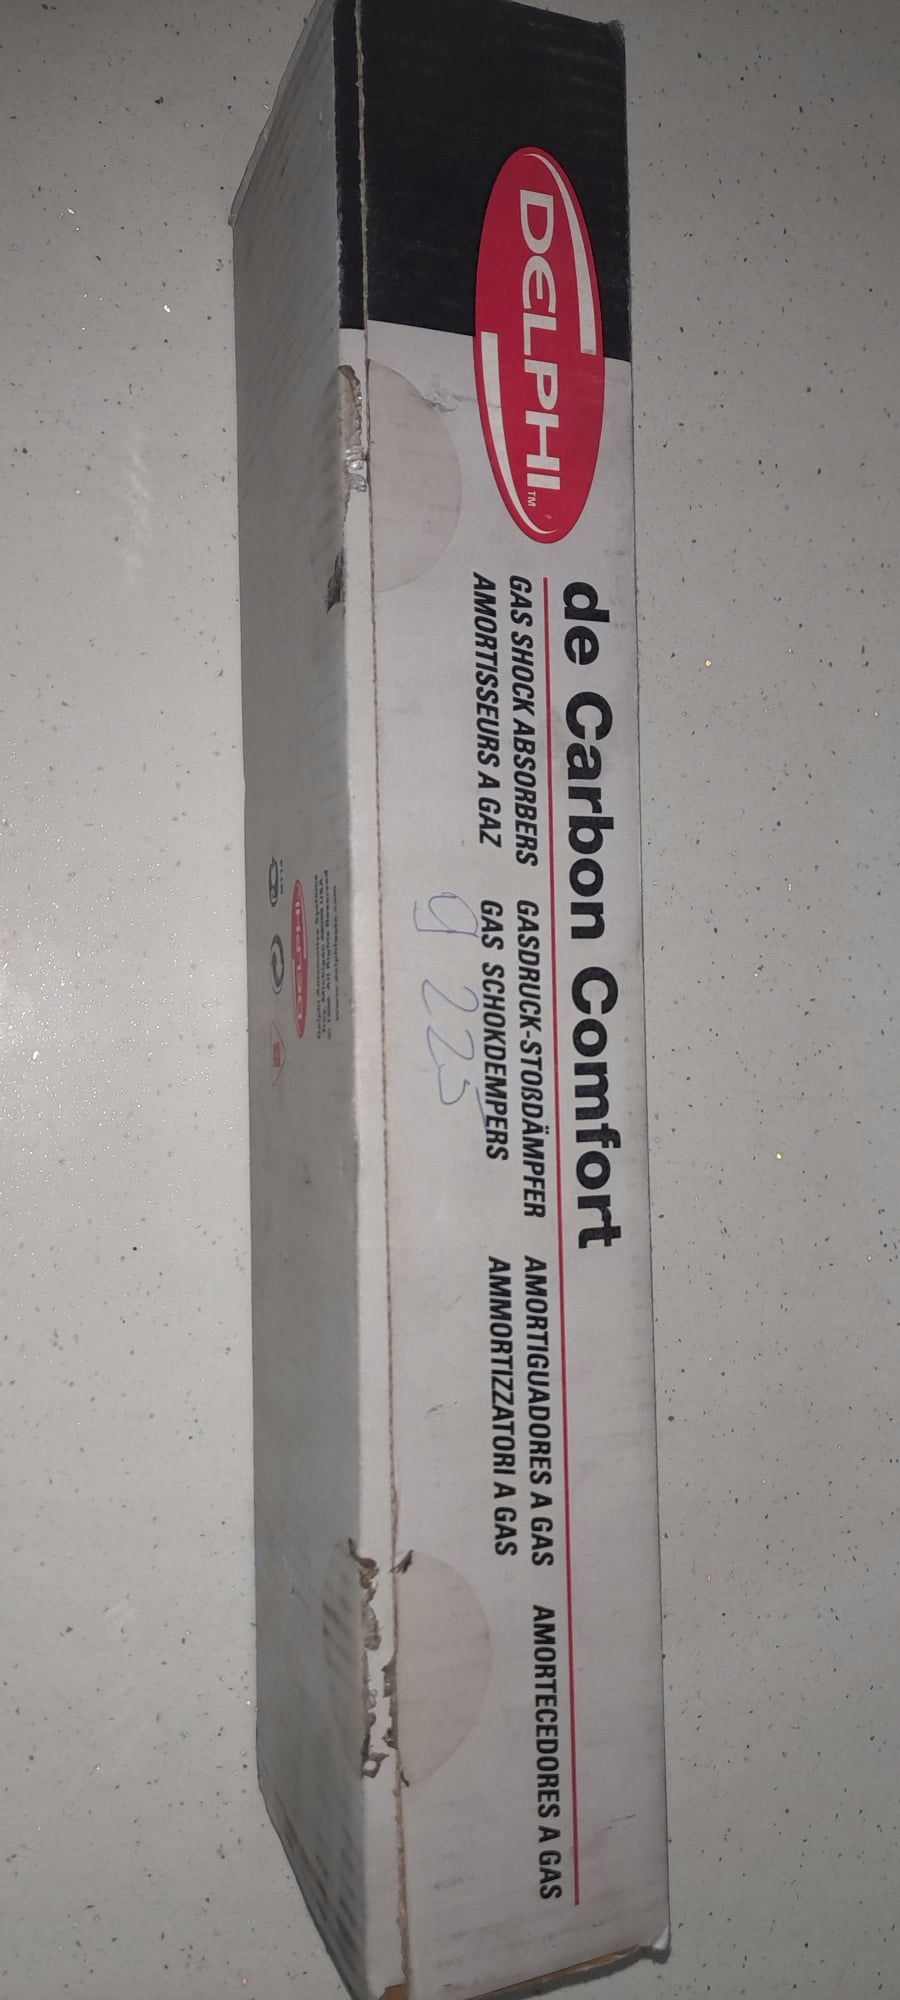 DELPHI™
de Carbon Comfort
GAS SHOCK ABSORBERS GASDRUCK-STOßDÄMPFER AMORTIGUADORES A GAS AMORTECEDORES A GAS
AMORTISSEURS A GAZ GAS SCHOKDEMPERS AMMORTIZZATORI A GAS
g 225
DELPHI